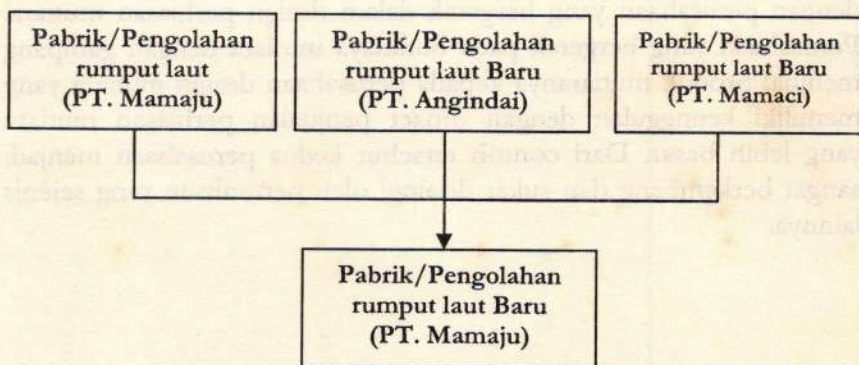 Pabrik/Pengolahan
rumput laut
(PT. Mamaju)
Pabrik/Pengolahan
rumput laut Baru
(PT. Angindai)
Pabrik/Pengolahan
rumput laut Baru
(PT. Mamaci)
Pabrik/Pengolahan
rumput laut Baru
(PT. Mamaju)